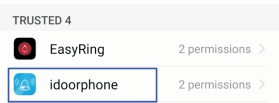 TRUSTED 4
EasyRing 2 permissions
idoorphone 2 permissions